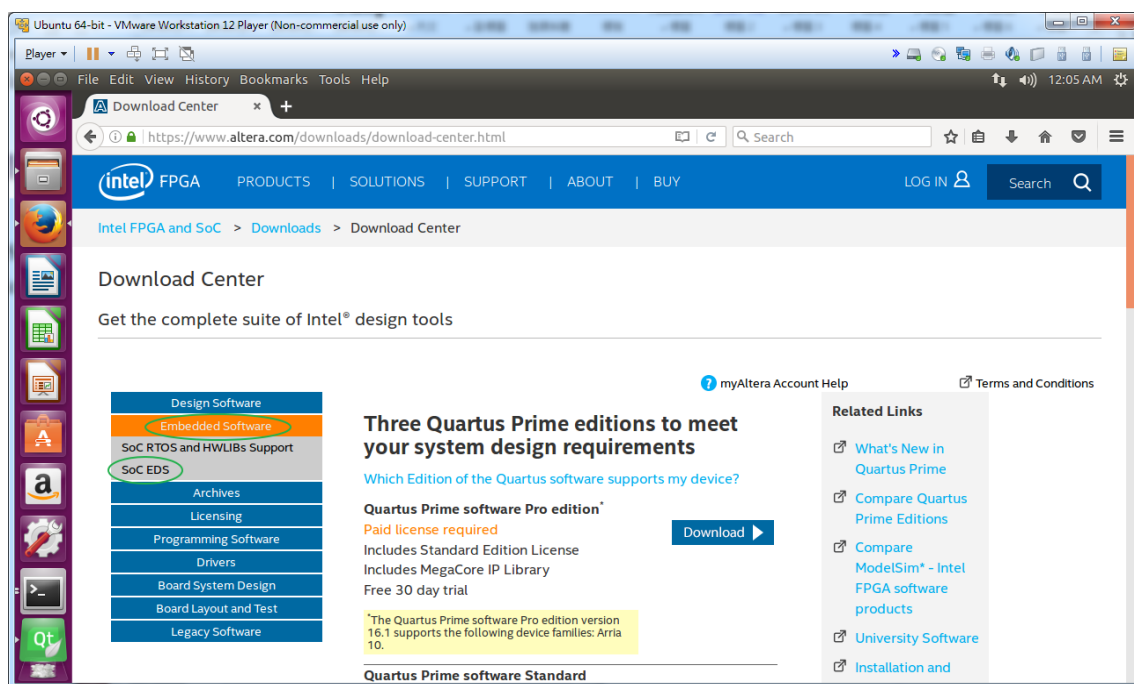 Ubuntu 64-bit - VMware Workstation 12 Player (Non-commercial use only)
Player
File Edit View History Bookmarks Tools Help
12:05 AM
Download Center
https://www.altera.com/downloads/download-center.html
Search
intel FPGA
PRODUCTS | SOLUTIONS | SUPPORT | ABOUT | BUY
LOG IN
Search
Intel FPGA and SoC > Downloads > Download Center
Download Center
Get the complete suite of Intel® design tools
? myAltera Account Help
Terms and Conditions
Design Software
Embedded Software
SoC RTOS and HWLIBs Support
SoC EDS
Archives
Licensing
Programming Software
Drivers
Board System Design
Board Layout and Test
Legacy Software
Three Quartus Prime editions to meet
your system design requirements
Which Edition of the Quartus software supports my device?
Quartus Prime software Pro edition*
Paid license required
Includes Standard Edition License
Includes MegaCore IP Library
Free 30 day trial
Download
*The Quartus Prime software Pro edition version
16.1 supports the following device families: Arria
10.
Quartus Prime software Standard
Related Links
What's New in
Quartus Prime
Compare Quartus
Prime Editions
Compare
ModelSim* - Intel
FPGA software
products
University Software
Installation and
a
Qt